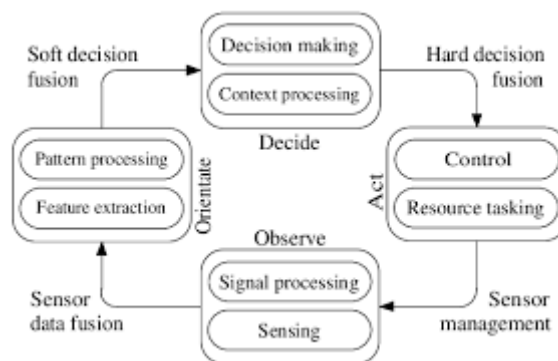 Soft decision
fusion
Decision making
Context processing
Decide
Hard decision
fusion
Pattern processing
Feature extraction
Orientate
Control
Resource tasking
Act
Observe
Signal processing
Sensing
Sensor
data fusion
Sensor
management